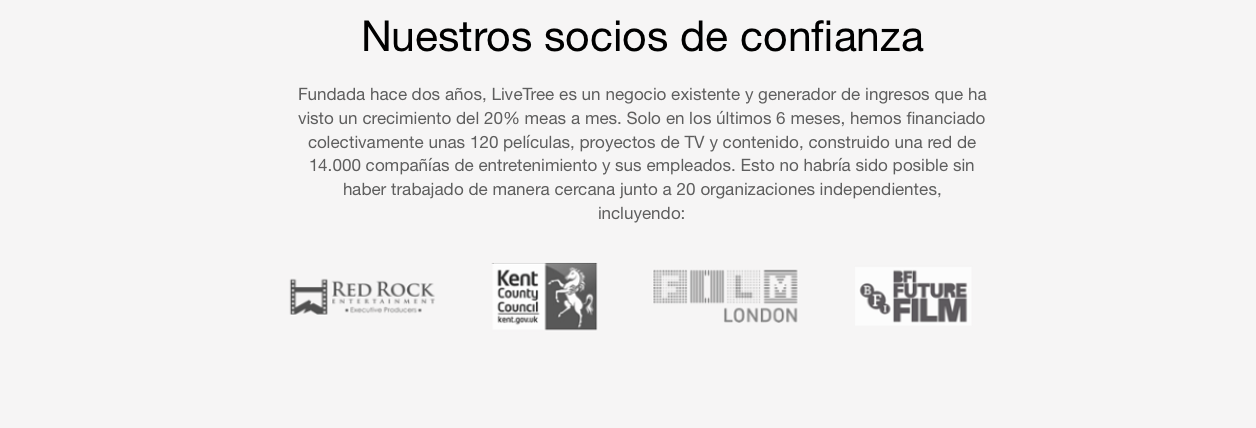 Nuestros socios de confianza
Fundada hace dos años, LiveTree es un negocio existente y generador de ingresos que ha
visto un crecimiento del 20% meas a mes. Solo en los últimos 6 meses, hemos financiado
colectivamente unas 120 películas, proyectos de TV y contenido, construido una red de
14.000 compañías de entretenimiento y sus empleados. Esto no habría sido posible sin
haber trabajado de manera cercana junto a 20 organizaciones independientes,
incluyendo:
RED ROCK
ENTERTAINMENT
• Executive Producers •
Kent
County
Council
kent.gov.uk
FILM
LONDON
BFI
BFI
FUTURE
FILM